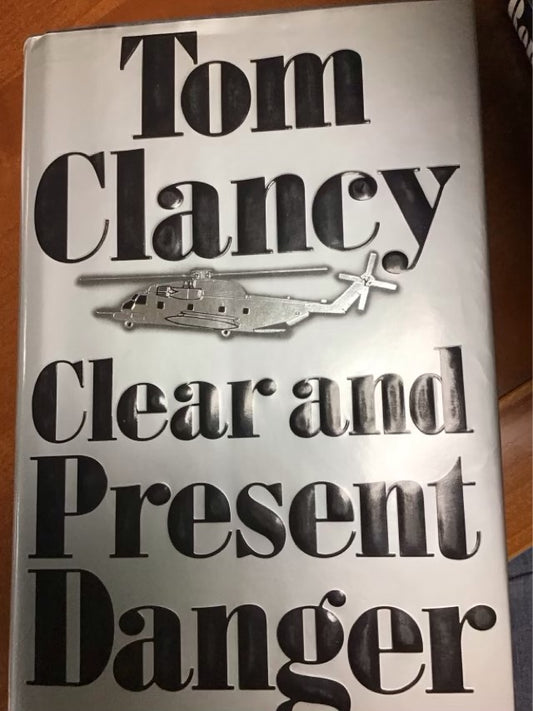 Tom
Clancy
Clear and
Present
Danger